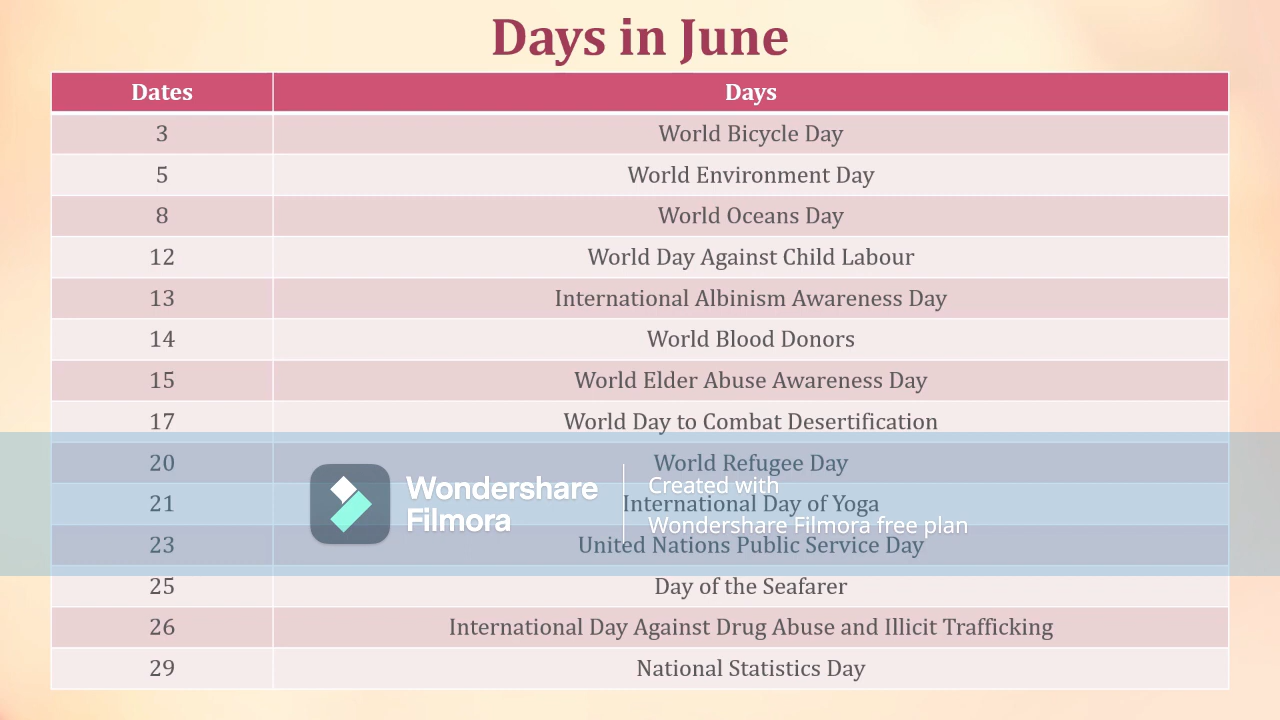 Days in June
Dates Days
3 World Bicycle Day
5 World Environment Day
8 World Oceans Day
12 World Day Against Child Labour
13 International Albinism Awareness Day
14 World Blood Donors
15 World Elder Abuse Awareness Day
17 World Day to Combat Desertification
20 World Refugee Day
21 International Day of Yoga
23 United Nations Public Service Day
25 Day of the Seafarer
26 International Day Against Drug Abuse and Illicit Trafficking
29 National Statistics Day
Wondershare
Filmora
Created with
Wondershare Filmora free plan